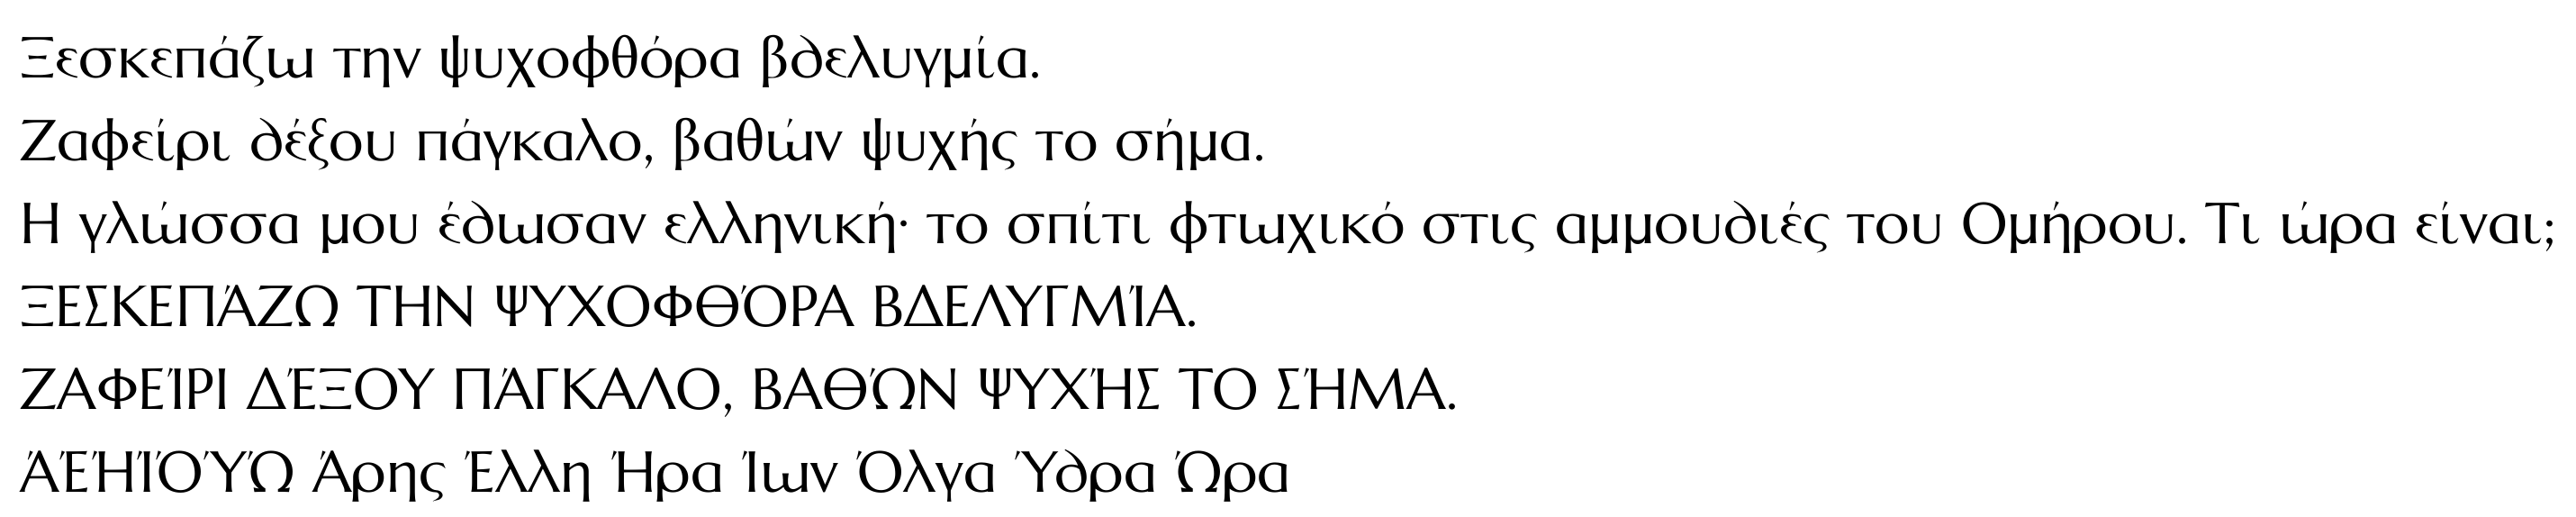 Ξεσκεπάζω την ψυχοφθόρα βδελυγμία.
Ζαφείρι δέξου πάγκαλο, βαθών ψυχής το σήμα.
Η γλώσσα μου έδωσαν ελληνική· το σπίτι φτωχικό στις αμμουδιές του Ομήρου. Τι ώρα είναι;
ΞΕΣΚΕΠΆΖΩ ΤΗΝ ΨΥΧΟΦΘΌΡΑ ΒΔΕΛΥΓΜΊΑ.
ΖΑΦΕΊΡΙ ΔΈΞΟΥ ΠΆΓΚΑΛΟ, ΒΑΘΏΝ ΨΥΧΉΣ ΤΟ ΣΉΜΑ.
ΆΈΉΊΌΎΏ Άρης Έλλη Ήρα Ίων Όλγα Ύδρα Ώρα